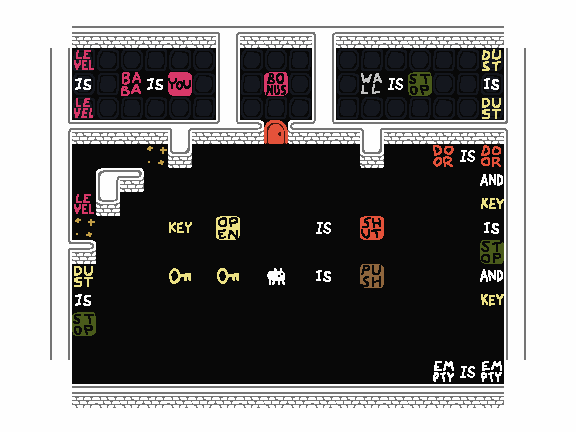 LEVEL DUST
IS BABA IS YOU BONUS WALL IS STOP IS
LEVEL DUST
DOOR IS DOOR
AND
LEVEL KEY
KEY OPEN IS SHUT IS
STOP
DUST IS PUSH AND
IS KEY
STOP
EMPTY IS EMPTY